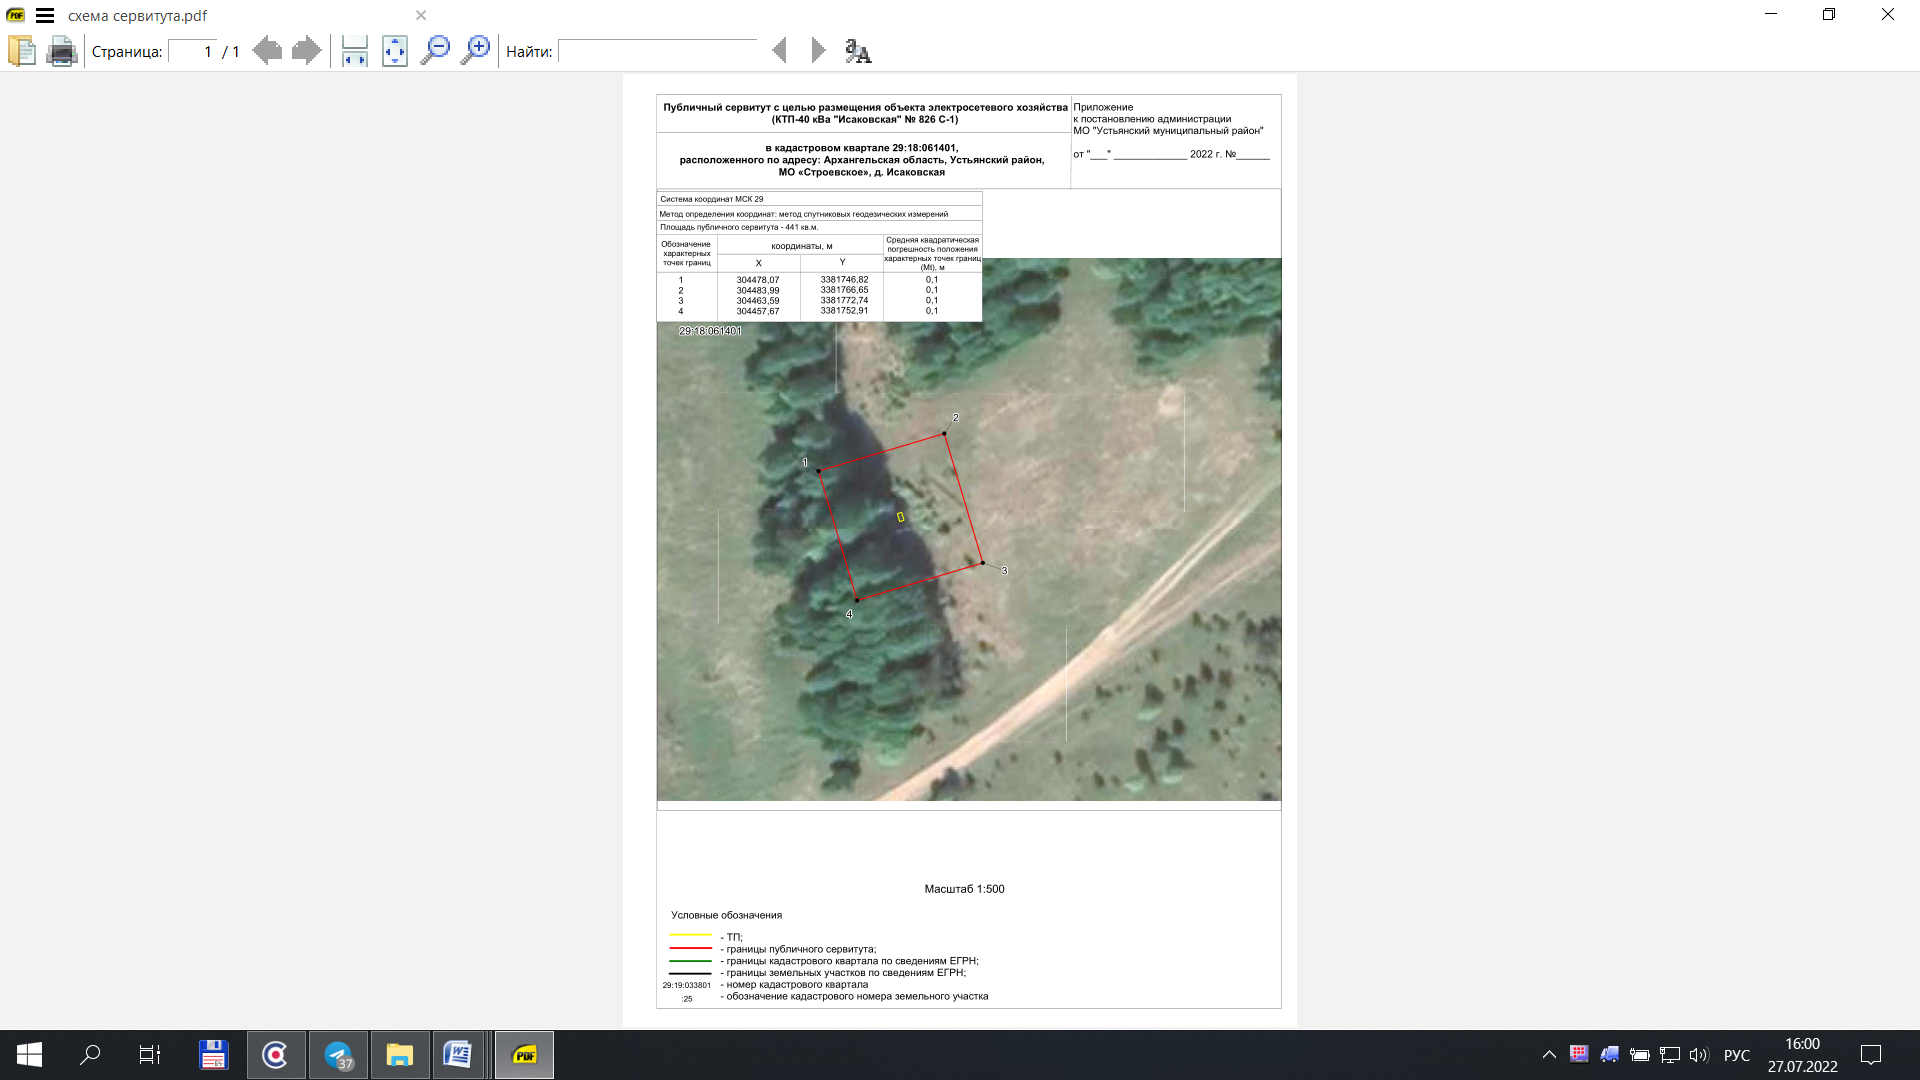 схема сервитута.pdf
Страница: 1 / 1 Найти:
Публичный сервитут с целью размещения объекта электросетевого хозяйства
(КТП-40 кВа "Исаковская" № 826 С-1)
в кадастровом квартале 29:18:061401,
расположенного по адресу: Архангельская область, Устьянский район,
МО «Строевское», д. Исаковская
Приложение
к постановлению администрации
МО "Устьянский муниципальный район"
от "___" _____________ 2022 г. №______
Система координат МСК 29
Метод определения координат: метод спутниковых геодезических измерений
Площадь публичного сервитута - 441 кв.м.
Обозначение
характерных
точек границ
координаты, м
X Y
Средняя квадратическая
погрешность положения
характерных точек границ
(Mt), м
1 304478,07 3381746,82 0,1
2 304483,99 3381766,65 0,1
3 304463,59 3381772,74 0,1
4 304457,67 3381752,91 0,1
29:18:061401
2
1
3
4
Масштаб 1:500
Условные обозначения
- ТП;
- границы публичного сервитута;
- границы кадастрового квартала по сведениям ЕГРН;
- границы земельных участков по сведениям ЕГРН;
29:19:033801 - номер кадастрового квартала
:25 - обозначение кадастрового номера земельного участка
37
PDF
РУС
16:00
27.07.2022